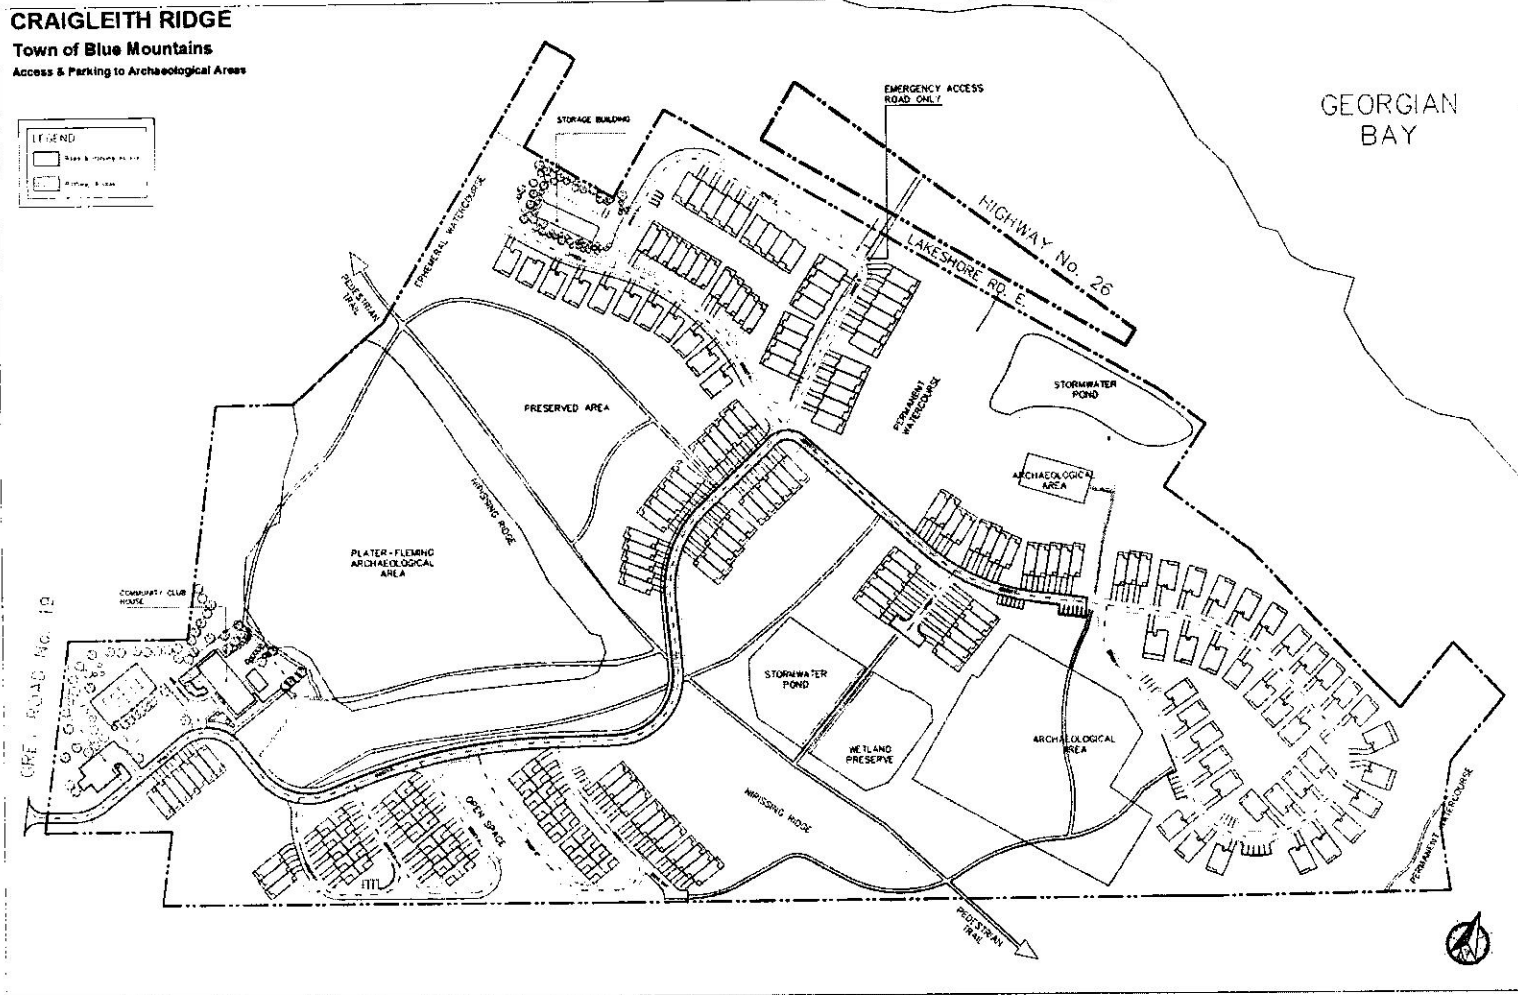 CRAIGLEITH RIDGE
Town of Blue Mountains
Access & Parking to Archaeological Areas
LEGEND
GEORGIAN
BAY
EMERGENCY ACCESS
ROAD ONLY
STORAGE BUILDING
EPHEMERAL WATERCOURSE
HIGHWAY No. 26
LAKESHORE RD. E.
PEDESTRIAN
TRAIL
PRESERVED AREA
PERMANENT
WATERCOURSE
STORMWATER
POND
ARCHAEOLOGICAL
AREA
NIPISSING RIDGE
PLATER-FLEMING
ARCHAEOLOGICAL
AREA
COMMUNITY CLUB
HOUSE
GREY ROAD No. 19
STORMWATER
POND
WETLAND
PRESERVE
ARCHAEOLOGICAL
AREA
NIPISSING RIDGE
OPEN SPACE
PERMANENT WATERCOURSE
PEDESTRIAN
TRAIL